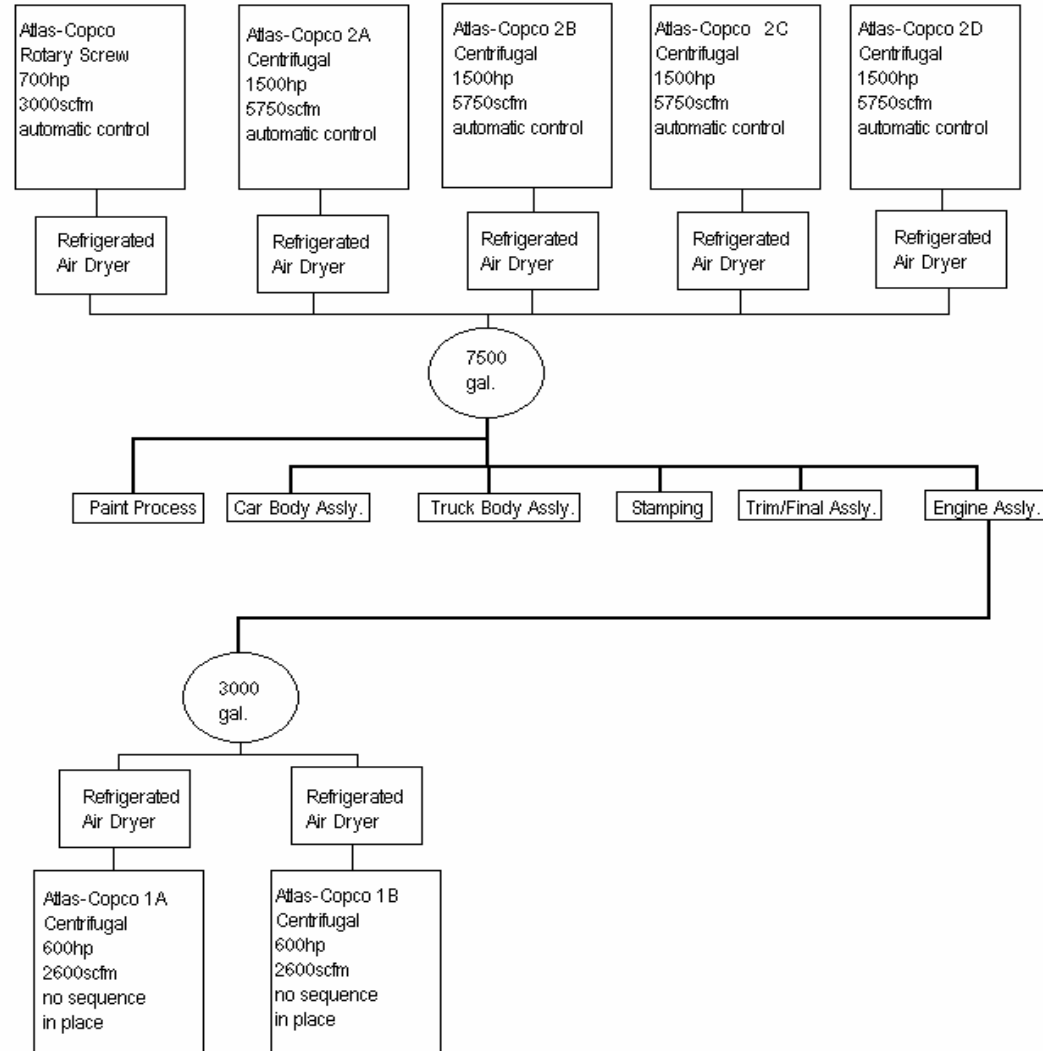 Atlas-Copco
Rotary Screw
700hp
3000scfm
automatic control
Atlas-Copco 2A
Centrifugal
1500hp
5750scfm
automatic control
Atlas-Copco 2B
Centrifugal
1500hp
5750scfm
automatic control
Atlas-Copco 2C
Centrifugal
1500hp
5750scfm
automatic control
Atlas-Copco 2D
Centrifugal
1500hp
5750scfm
automatic control
Refrigerated
Air Dryer
Refrigerated
Air Dryer
Refrigerated
Air Dryer
Refrigerated
Air Dryer
Refrigerated
Air Dryer
7500
gal.
Paint Process
Car Body Assly.
Truck Body Assly.
Stamping
Trim/Final Assly.
Engine Assly.
3000
gal.
Refrigerated
Air Dryer
Refrigerated
Air Dryer
Atlas-Copco 1A
Centrifugal
600hp
2600scfm
no sequence
in place
Atlas-Copco 1B
Centrifugal
600hp
2600scfm
no sequence
in place